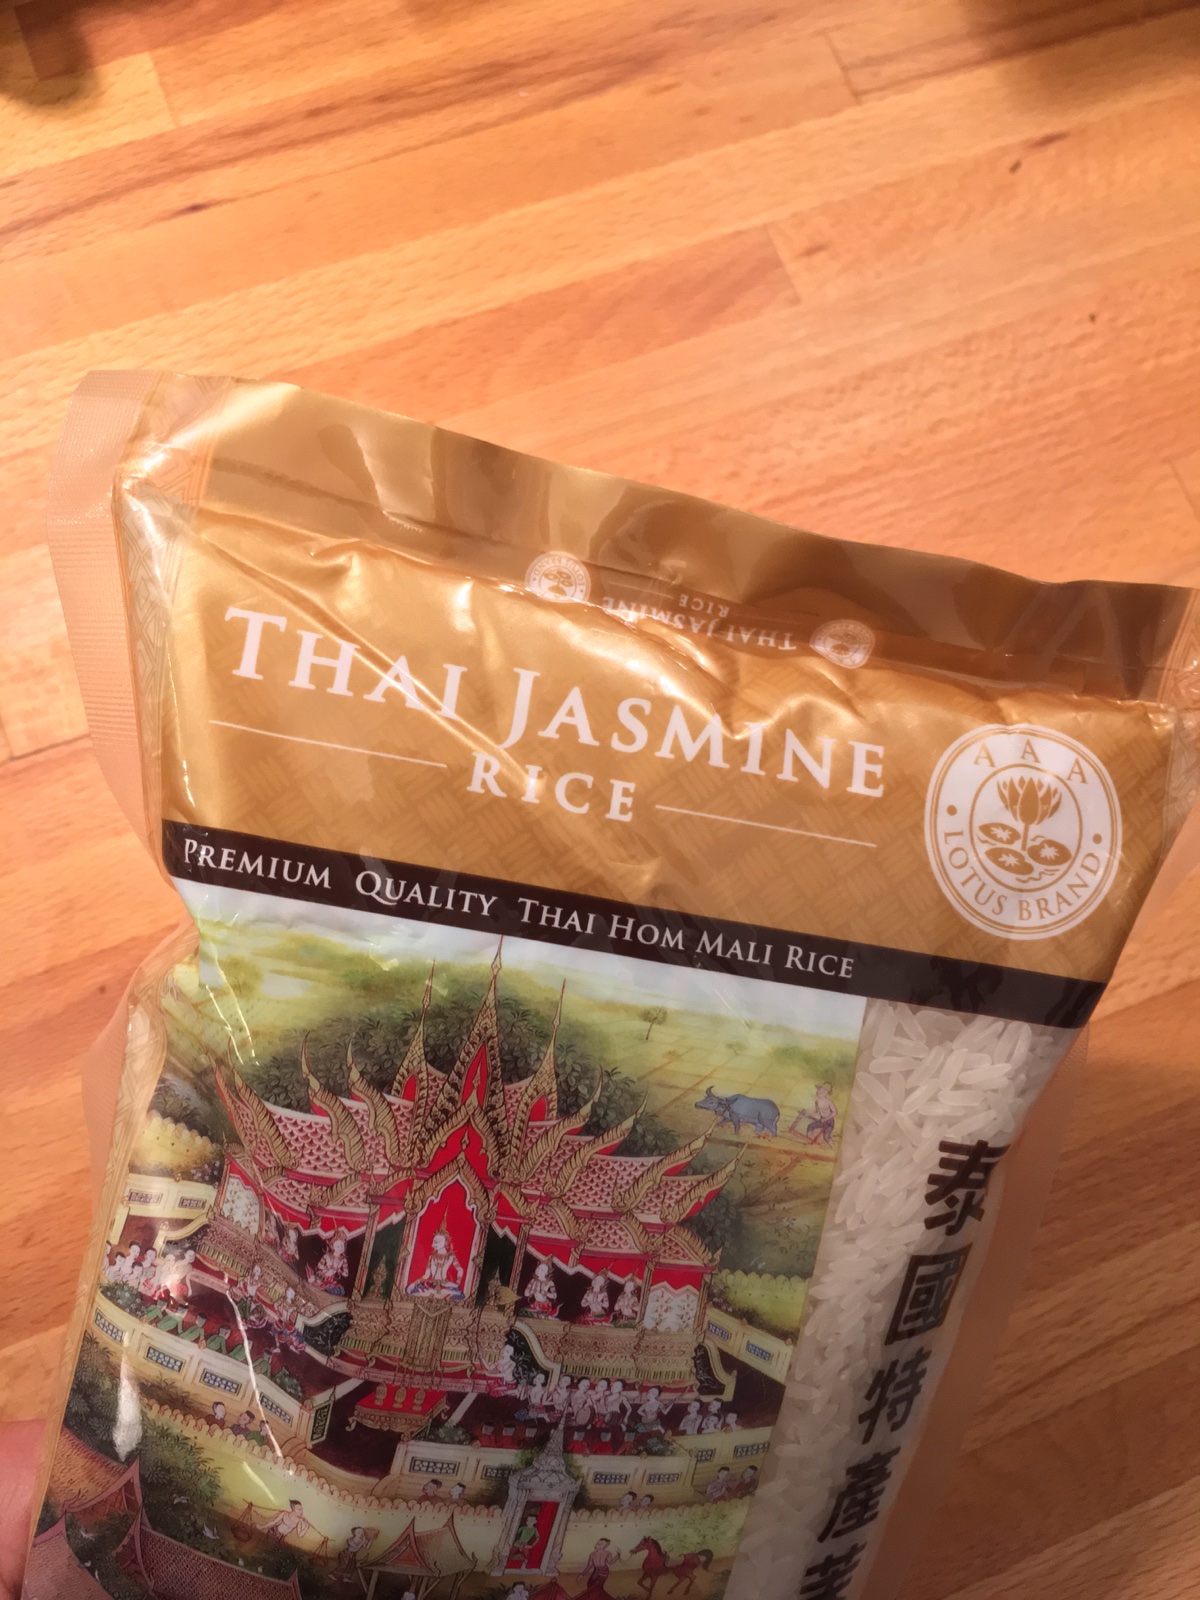 THAI JASMINE
RICE
THAI JASMINE
RICE
AAA
LOTUS BRAND
PREMIUM QUALITY THAI HOM MALI RICE
泰國特產